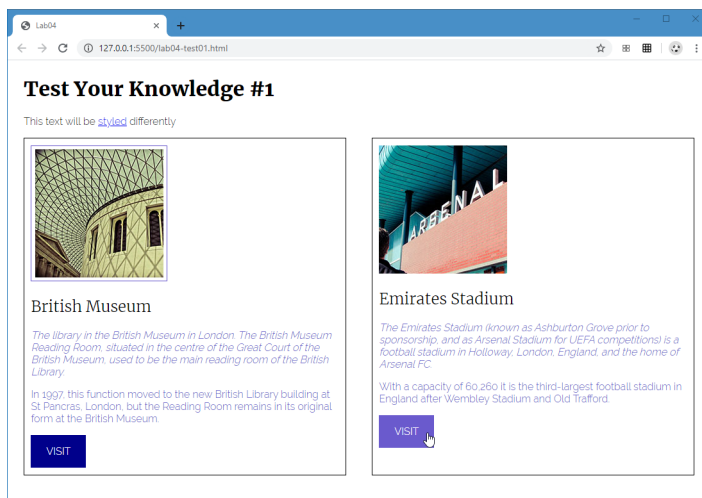 Lab04
127.0.0.1:5500/lab04-test01.html
Test Your Knowledge #1
This text will be styled differently
ARSENAL
British Museum
The library in the British Museum in London. The British Museum
Reading Room, situated in the centre of the Great Court of the
British Museum, used to be the main reading room of the British
Library.
In 1997, this function moved to the new British Library building at
St Pancras, London, but the Reading Room remains in its original
form at the British Museum.
VISIT
Emirates Stadium
The Emirates Stadium (known as Ashburton Grove prior to
sponsorship, and as Arsenal Stadium for UEFA competitions) is a
football stadium in Holloway, London, England, and the home of
Arsenal FC.
With a capacity of 60,260 it is the third-largest football stadium in
England after Wembley Stadium and Old Trafford.
VISIT